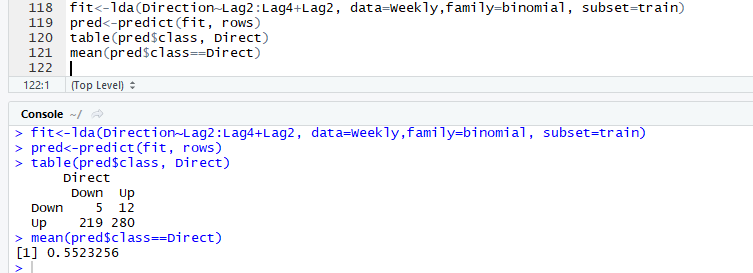 118 fit<-lda(Direction~Lag2:Lag4+Lag2, data=Weekly,family=binomial, subset=train)
119 pred<-predict(fit, rows)
120 table(pred$class, Direct)
121 mean(pred$class==Direct)
122
122:1 (Top Level)
Console ~/
> fit<-lda(Direction~Lag2:Lag4+Lag2, data=Weekly,family=binomial, subset=train)
> pred<-predict(fit, rows)
> table(pred$class, Direct)
      Direct
       Down  Up
  Down    5  12
  Up    219 280
> mean(pred$class==Direct)
[1] 0.5523256
>